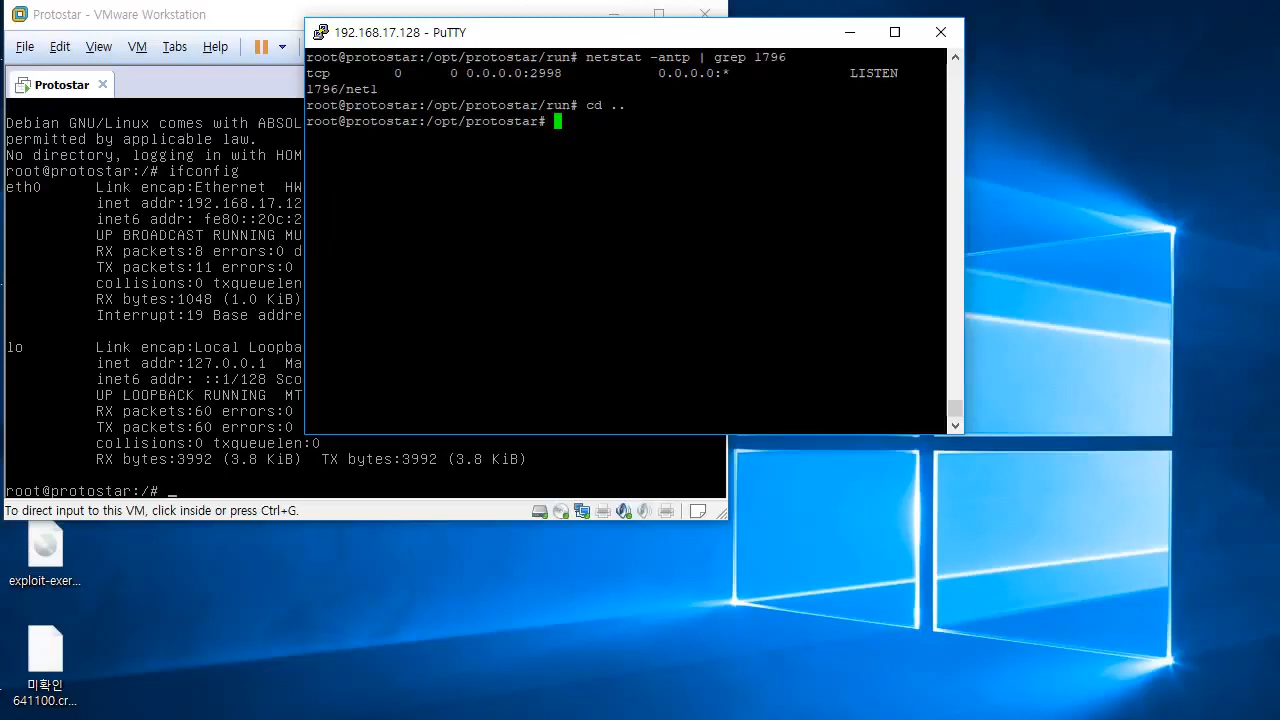 Protostar - VMware Workstation
File Edit View VM Tabs Help
Protostar
Debian GNU/Linux comes with ABSOL
permitted by applicable law.
No directory, logging in with HOM
root@protostar:/# ifconfig
eth0 Link encap:Ethernet HW
inet addr:192.168.17.12
inet6 addr: fe80::20c:2
UP BROADCAST RUNNING MU
RX packets:8 errors:0 d
TX packets:11 errors:0
collisions:0 txqueuelen:
RX bytes:1048 (1.0 KiB)
Interrupt:19 Base addre
lo Link encap:Local Loopba
inet addr:127.0.0.1 Ma
inet6 addr: ::1/128 Sco
UP LOOPBACK RUNNING MT
RX packets:60 errors:0
TX packets:60 errors:0
collisions:0 txqueuelen:0
RX bytes:3992 (3.8 KiB) TX bytes:3992 (3.8 KiB)
root@protostar:/# _
To direct input to this VM, click inside or press Ctrl+G.
192.168.17.128 - PuTTY
root@protostar:/opt/protostar/run# netstat -antp | grep 1796
tcp 0 0 0.0.0.0:2998 0.0.0.0:* LISTEN
1796/net1
root@protostar:/opt/protostar/run# cd ..
root@protostar:/opt/protostar#
exploit-exer...
미확인
641100.cr...